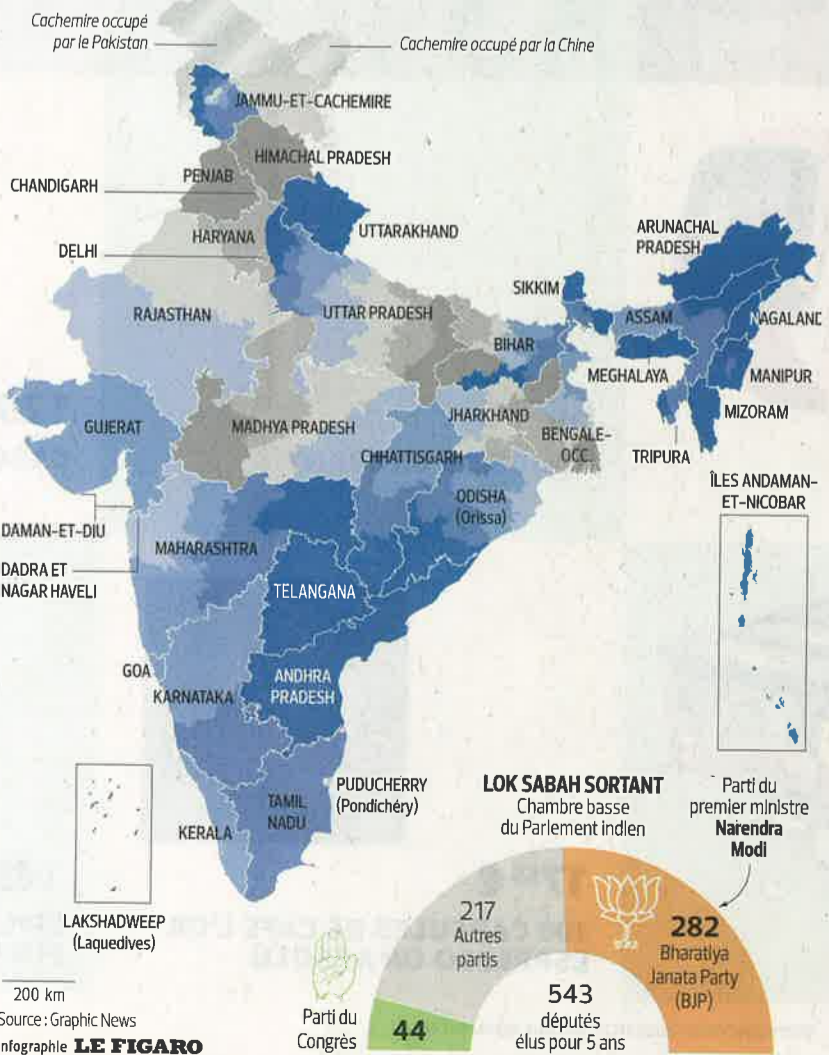 Cachemire occupé
par le Pakistan
Cachemire occupé par la Chine
JAMMU-ET-CACHEMIRE
HIMACHAL PRADESH
PENJAB
CHANDIGARH
HARYANA
UTTARAKHAND
DELHI
ARUNACHAL
PRADESH
SIKKIM
RAJASTHAN
UTTAR PRADESH
ASSAM
NAGALAND
BIHAR
MEGHALAYA
MANIPUR
GUJERAT
MADHYA PRADESH
JHARKHAND
MIZORAM
BENGALE-
OCC.
TRIPURA
CHHATTISGARH
ÎLES ANDAMAN-
ET-NICOBAR
ODISHA
(Orissa)
DAMAN-ET-DIU
MAHARASHTRA
DADRA ET
NAGAR HAVELI
TELANGANA
GOA
KARNATAKA
ANDHRA
PRADESH
PUDUCHERRY
(Pondichéry)
TAMIL
NADU
KERALA
LAKSHADWEEP
(Laquedives)
LOK SABAH SORTANT
Chambre basse
du Parlement indien
Parti du
premier ministre
Narendra
Modi
217
Autres
partis
282
Bharatiya
Janata Party
(BJP)
543
députés
élus pour 5 ans
Parti du
Congrès
44
200 km
Source : Graphic News
Infographie LE FIGARO